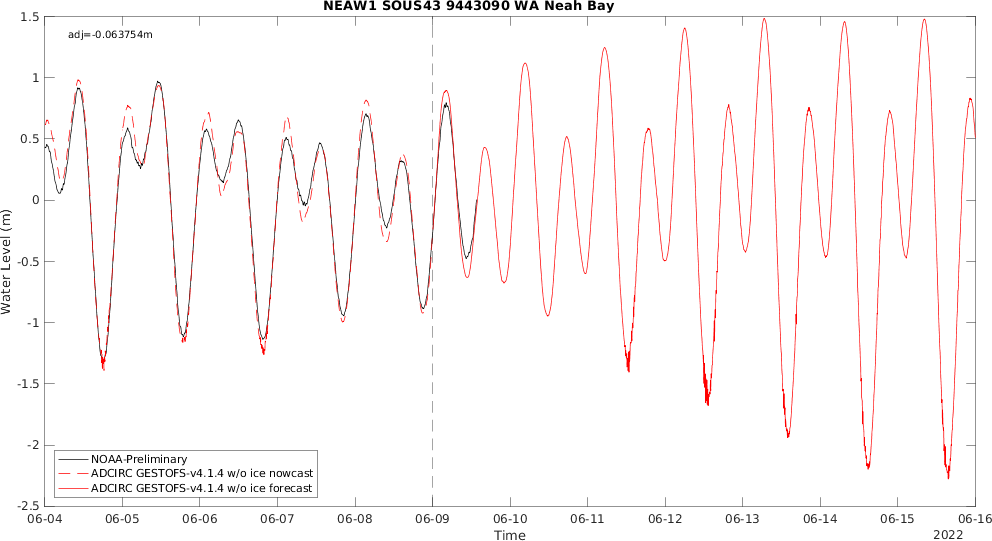 NEAW1 SOUS43 9443090 WA Neah Bay
adj=-0.063754m
1.5
1
0.5
0
-0.5
-1
-1.5
-2
-2.5
Water Level (m)
NOAA-Preliminary
ADCIRC GESTOFS-v4.1.4 w/o ice nowcast
ADCIRC GESTOFS-v4.1.4 w/o ice forecast
06-04 06-05 06-06 06-07 06-08 06-09 06-10 06-11 06-12 06-13 06-14 06-15 06-16
Time
2022